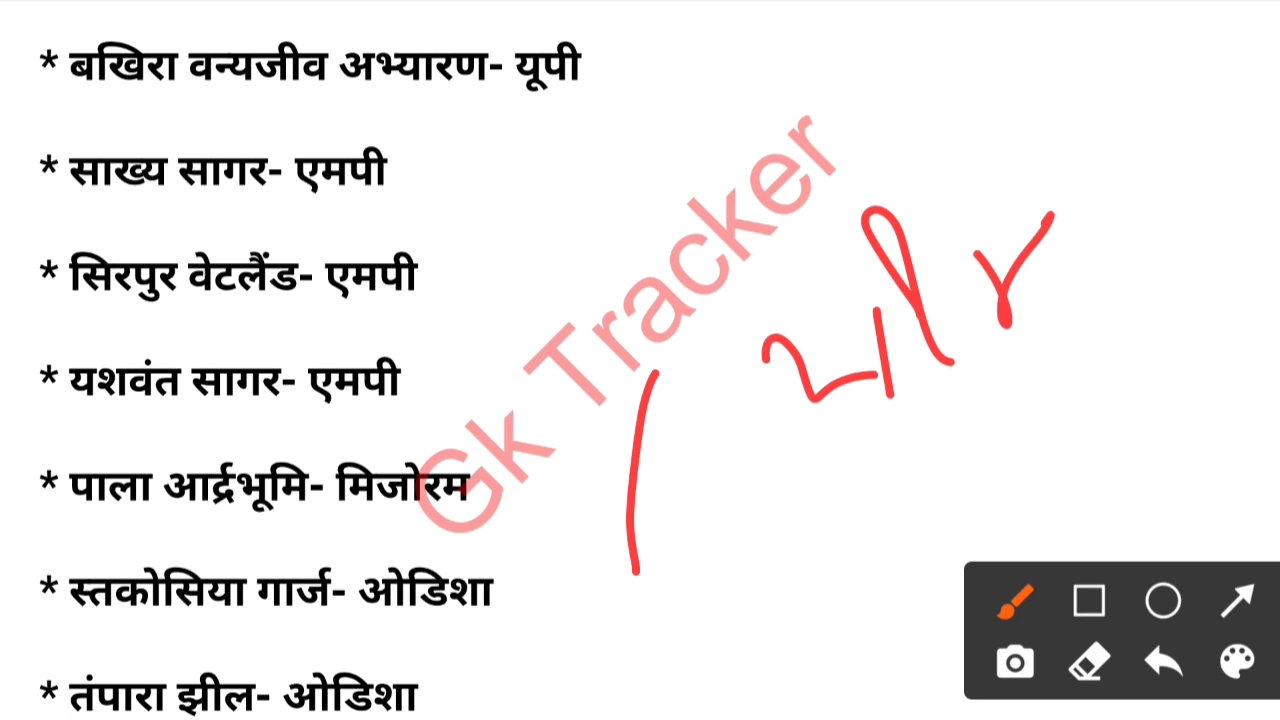 * बखिरा वन्यजीव अभ्यारण- यूपी
* साख्य सागर- एमपी
* सिरपुर वेटलैंड- एमपी
* यशवंत सागर- एमपी
* पाला आर्द्रभूमि- मिजोरम
* स्तकोसिया गार्ज- ओडिशा
* तंपारा झील- ओडिशा
Gk Tracker